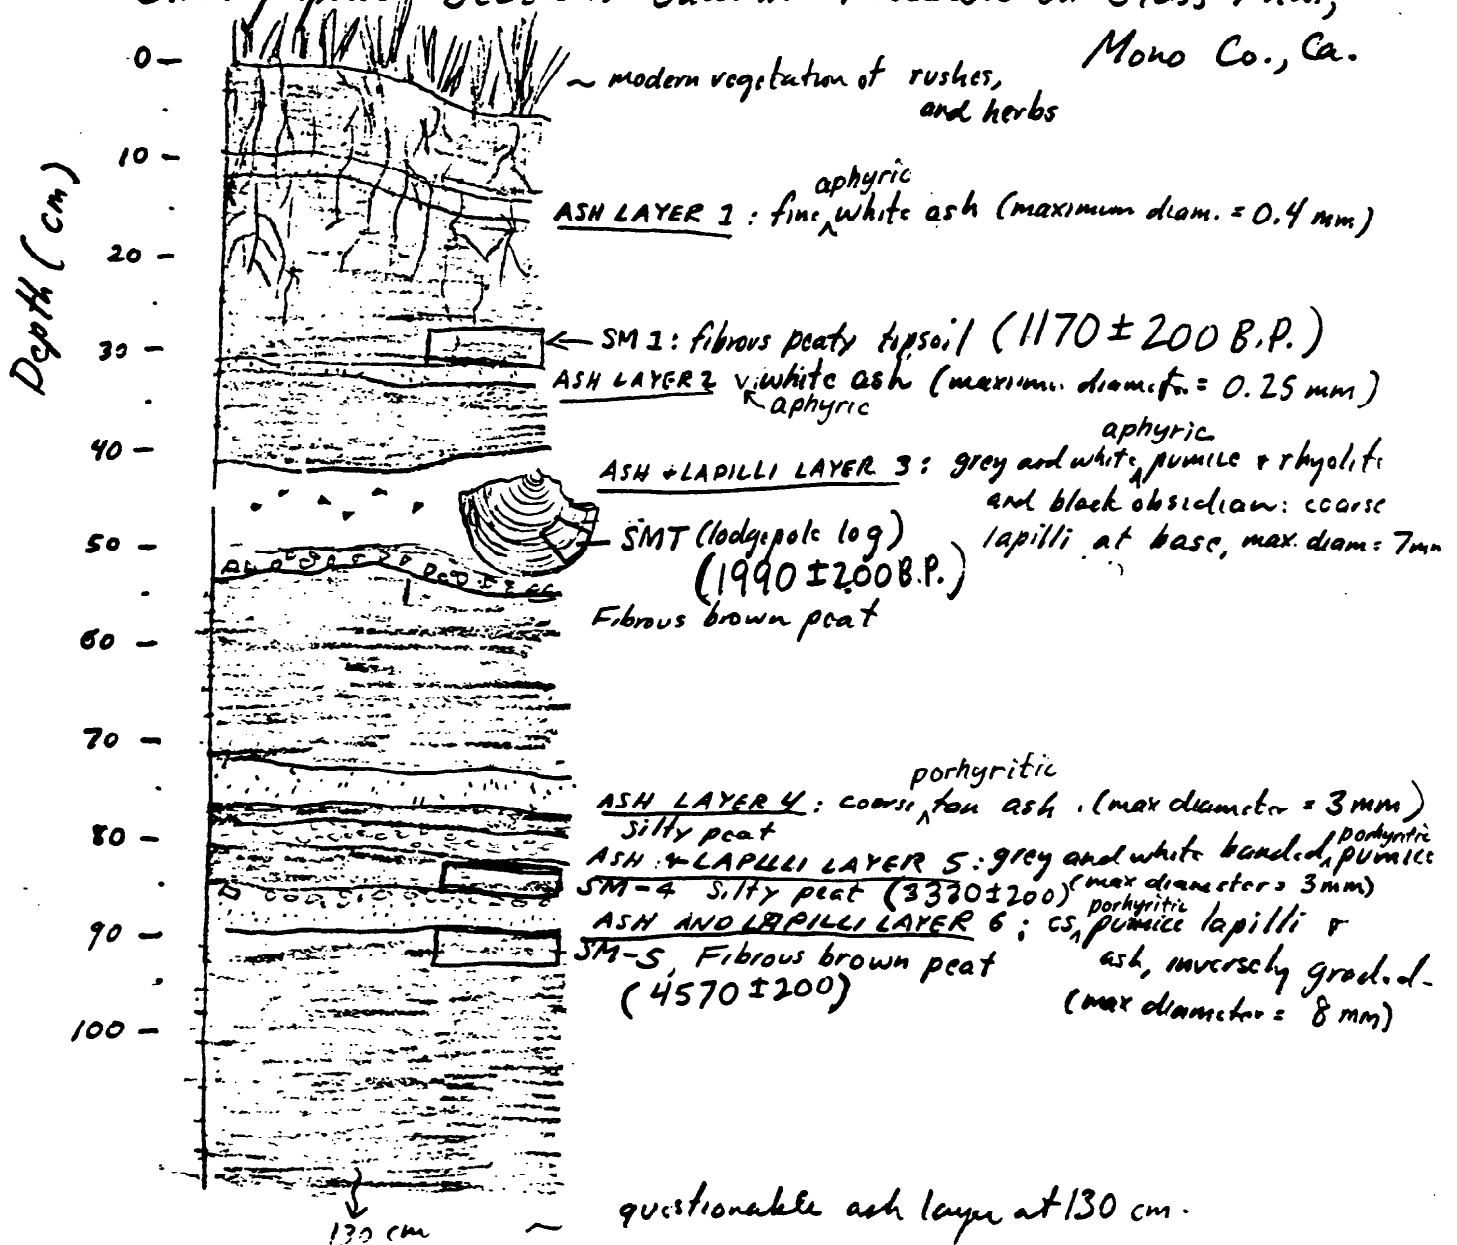 Mono Co., Ca.
0
~ modern vegetation of rushes,
and herbs
10
aphyric
ASH LAYER 1 : fine ^ white ash (maximum diam. = 0.4 mm)
Depth (cm)
20
SM 1: fibrous peaty topsoil (1170 ± 200 B.P.)
30
ASH LAYER 2 white ash (maximum diameter = 0.25 mm)
aphyric
40
aphyric
ASH & LAPILLI LAYER 3: grey and white ^ pumice & rhyolite
and black obsidian: coarse
50
SMT (lodgepole log)
lapilli at base, max. diam = 7mm
(1990 ± 200 B.P.)
Fibrous brown peat
60
70
porhyritic
ASH LAYER 4 : coarse ^ tan ash . (max diameter = 3 mm)
80
silty peat
porhyritic
ASH & LAPILLI LAYER 5: grey and white banded ^ pumice
SM-4 Silty peat (3330±200) (max diameter = 3mm)
porhyritic
90
ASH AND LAPILLI LAYER 6; cs ^ pumice lapilli &
SM-5, Fibrous brown peat
ash, inversely graded-
(4570 ± 200)
(max diameter = 8 mm)
100
130 cm
~ questionable ash layer at 130 cm.